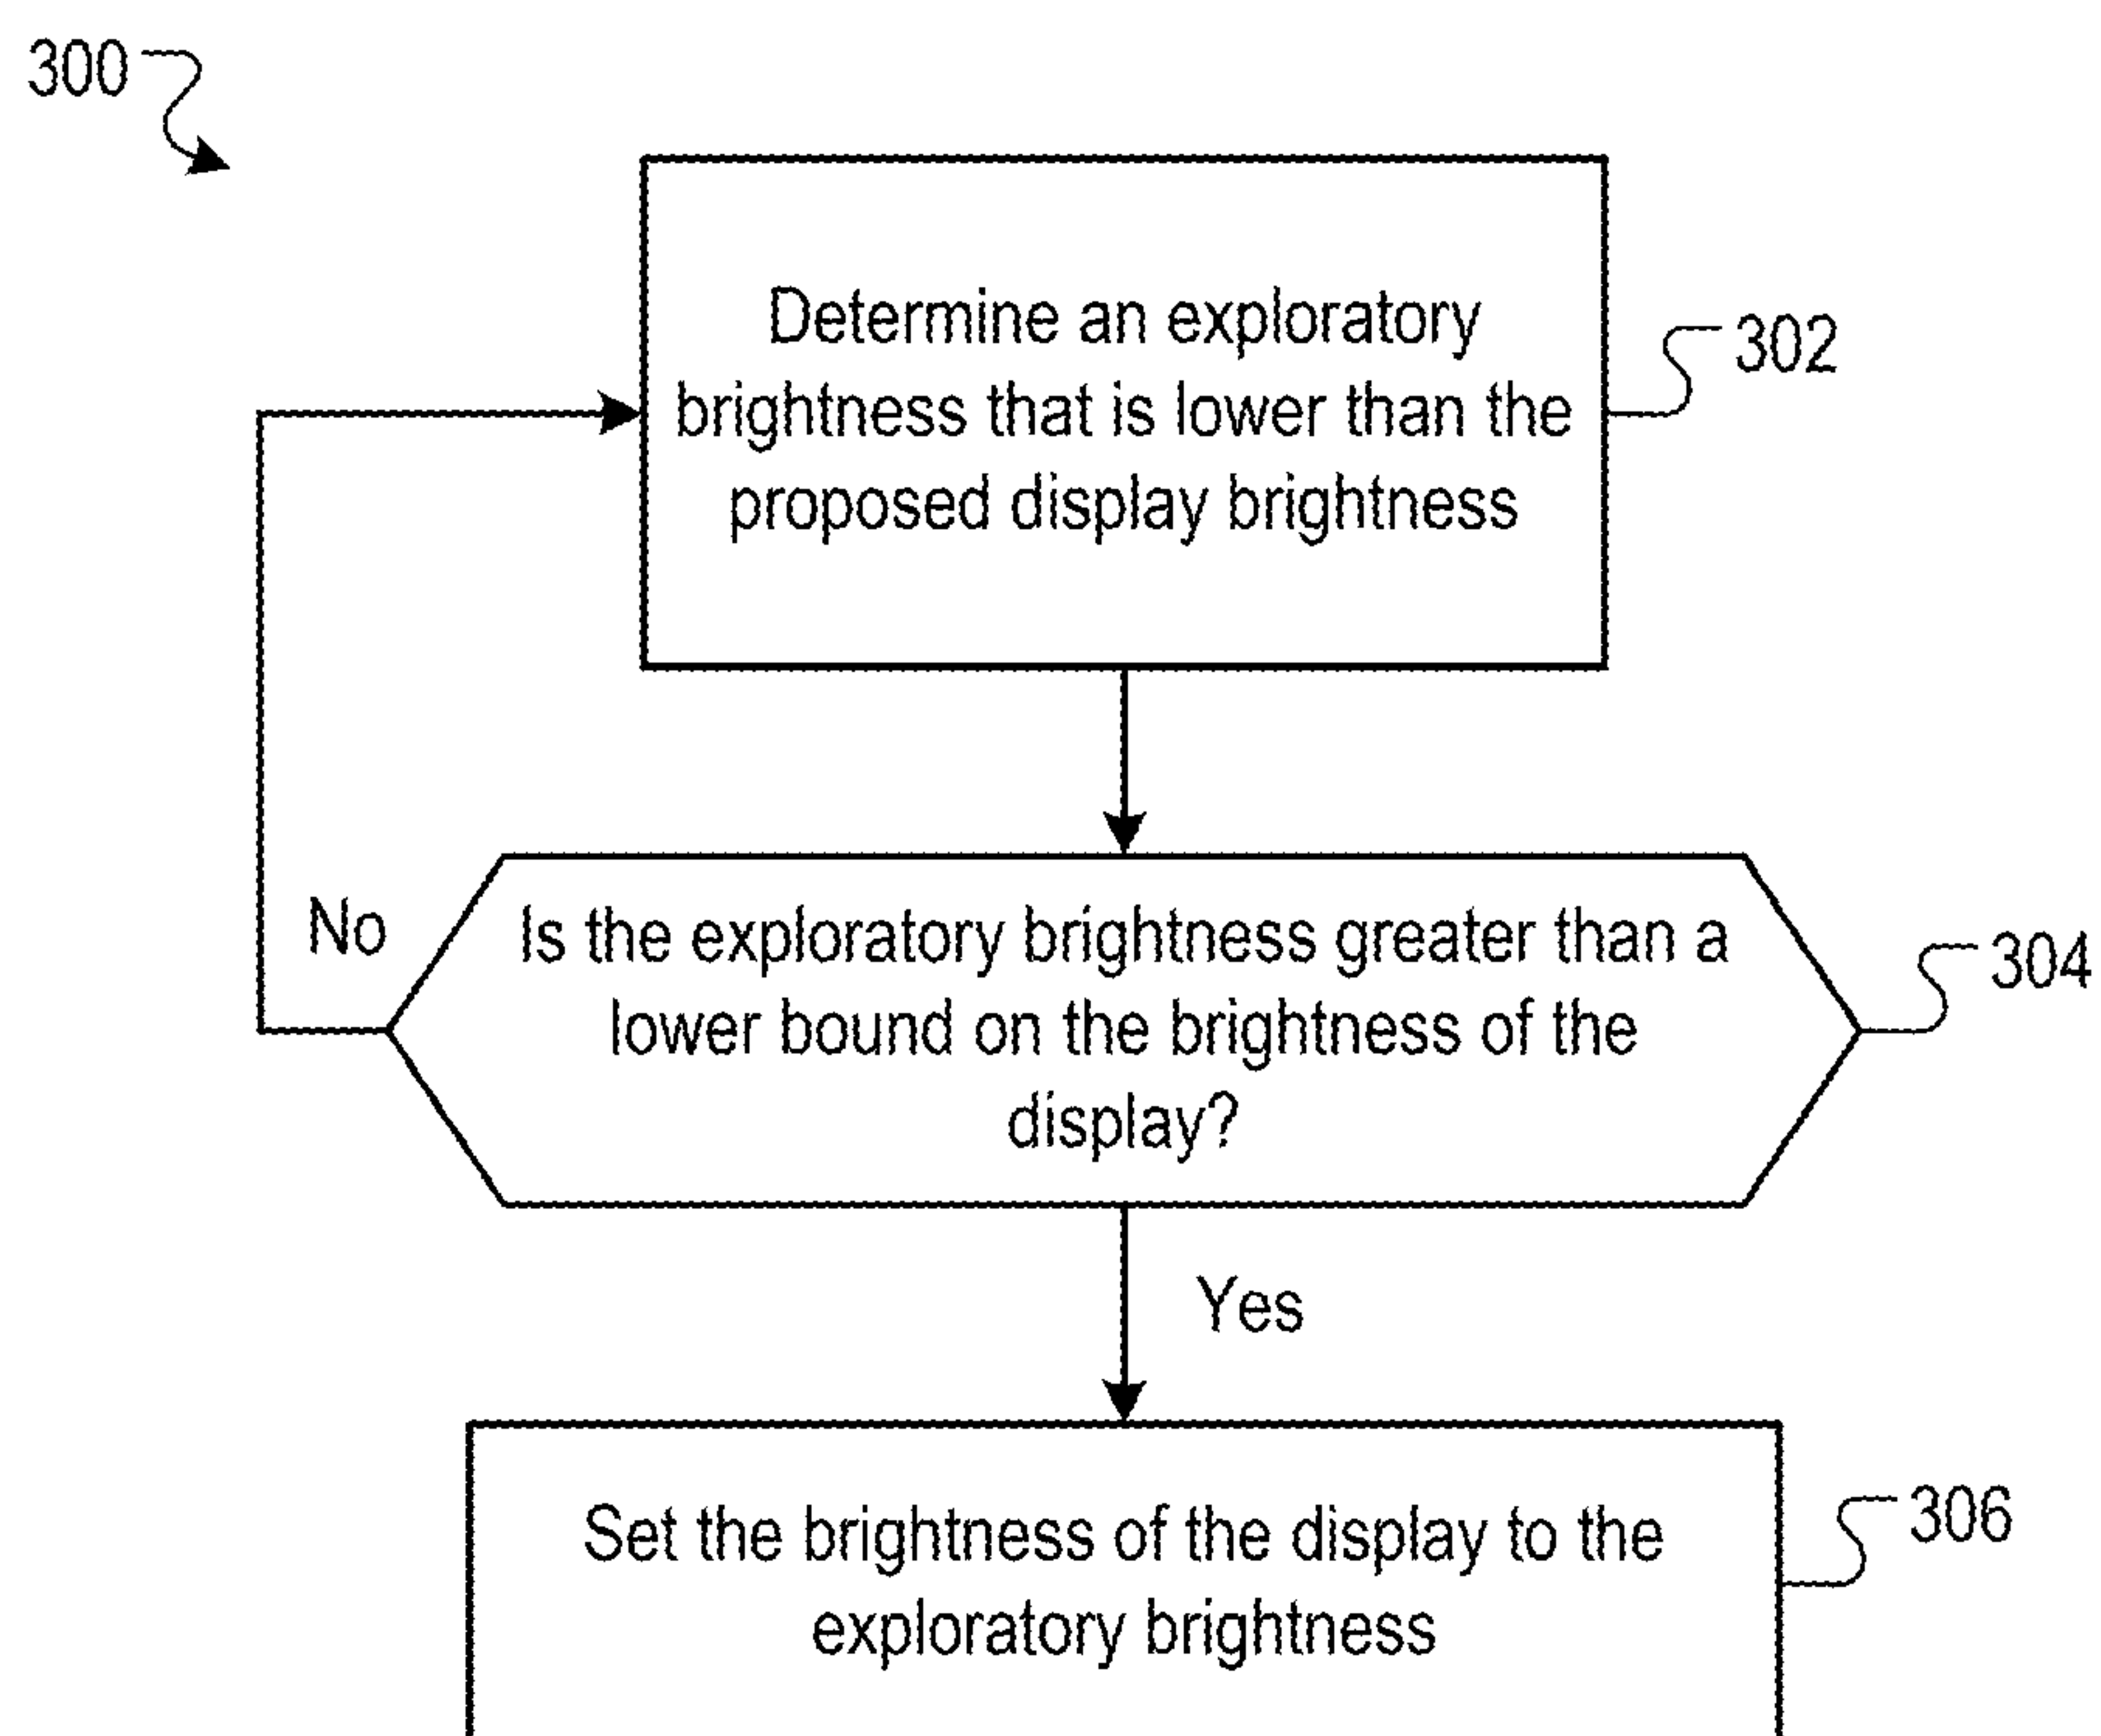 300
Determine an exploratory
brightness that is lower than the
proposed display brightness
302
No
Is the exploratory brightness greater than a
lower bound on the brightness of the
display?
304
Yes
Set the brightness of the display to the
exploratory brightness
306